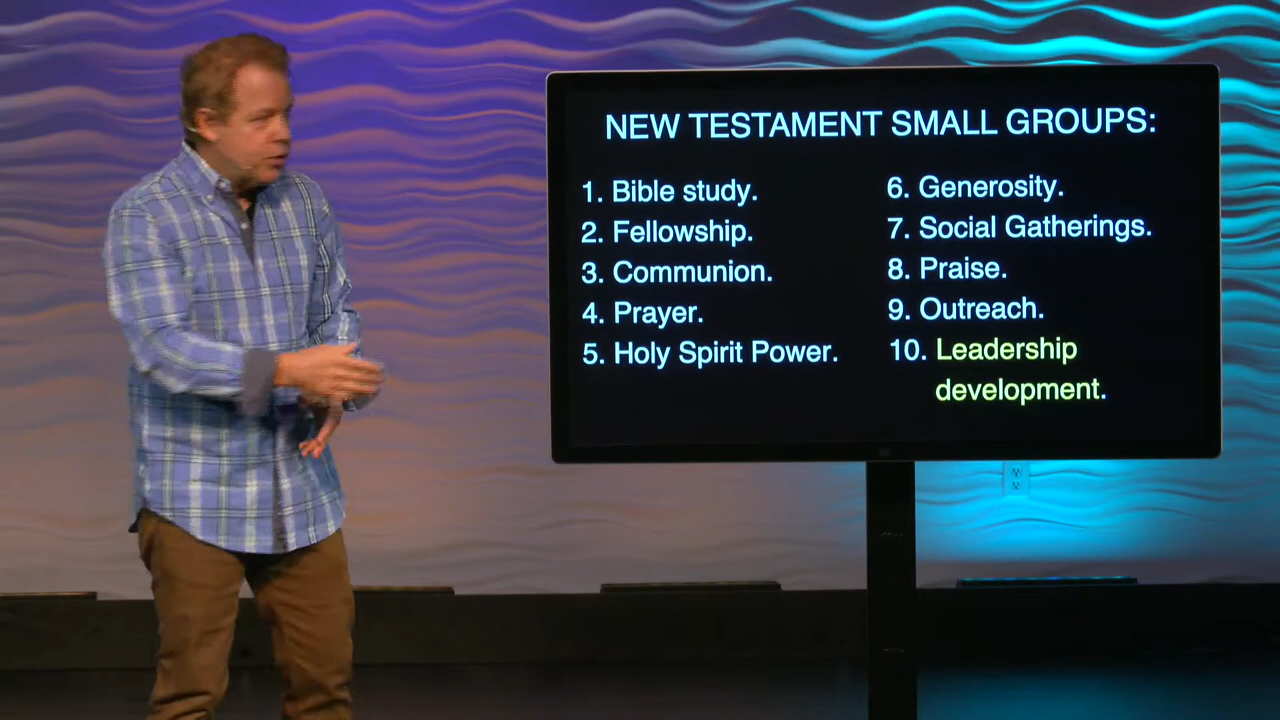 NEW TESTAMENT SMALL GROUPS:
1. Bible study.
2. Fellowship.
3. Communion.
4. Prayer.
5. Holy Spirit Power.
6. Generosity.
7. Social Gatherings.
8. Praise.
9. Outreach.
10. Leadership
development.